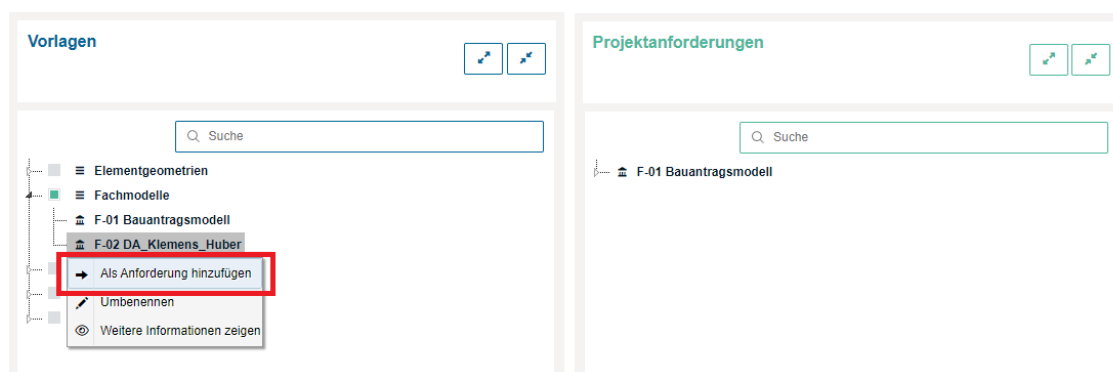 Vorlagen
Suche
Elementgeometrien
Fachmodelle
F-01 Bauantragsmodell
F-02 DA_Klemens_Huber
Als Anforderung hinzufügen
Umbenennen
Weitere Informationen zeigen
Projektanforderungen
Suche
F-01 Bauantragsmodell